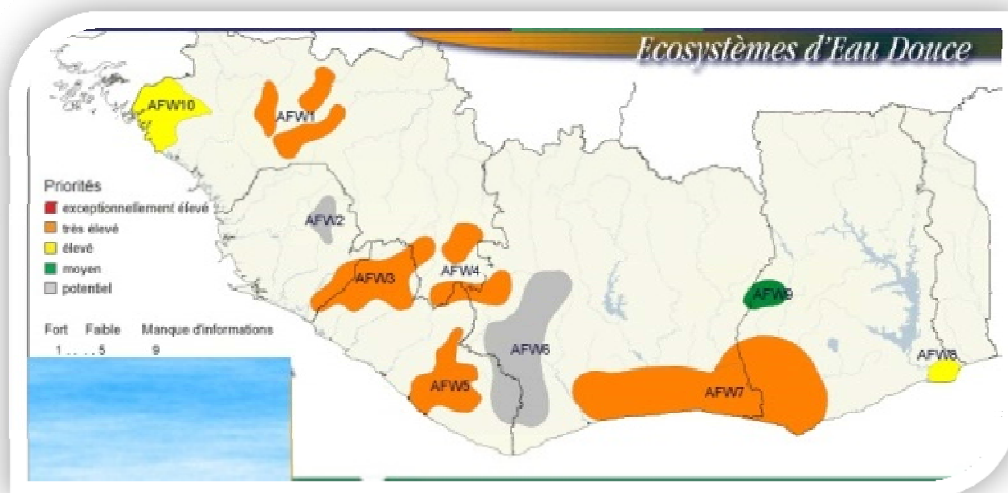 Ecosystèmes d'Eau Douce
AFW10
AFW1
Priorités
exceptionnellement élevé
très élevé
élevé
moyen
potentiel
AFW2
AFW3
AFW4
AFW9
Fort Faible Manque d'informations
1 .. .. 5 9
AFW6
AFW8
AFW5
AFW7